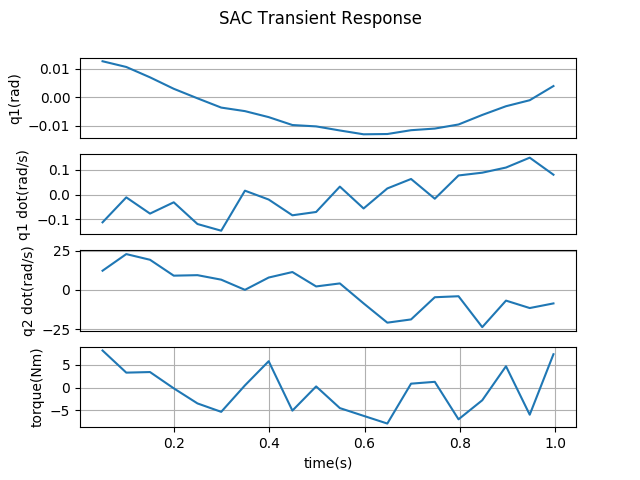 SAC Transient Response
q1(rad)
0.01
0.00
−0.01
q1 dot(rad/s)
0.1
0.0
−0.1
q2 dot(rad/s)
25
0
−25
torque(Nm)
5
0
−5
0.2 0.4 0.6 0.8 1.0
time(s)